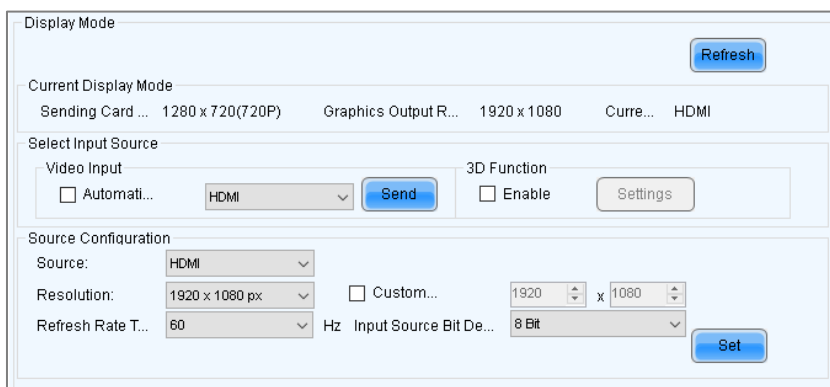 Display Mode
Refresh
Current Display Mode
Sending Card ... 1280 x 720(720P) Graphics Output R... 1920 x 1080 Curre... HDMI
Select Input Source
Video Input 3D Function
Automati... HDMI Send Enable Settings
Source Configuration
Source: HDMI
Resolution: 1920 x 1080 px Custom... 1920 x 1080
Refresh Rate T... 60 Hz Input Source Bit De... 8 Bit
Set